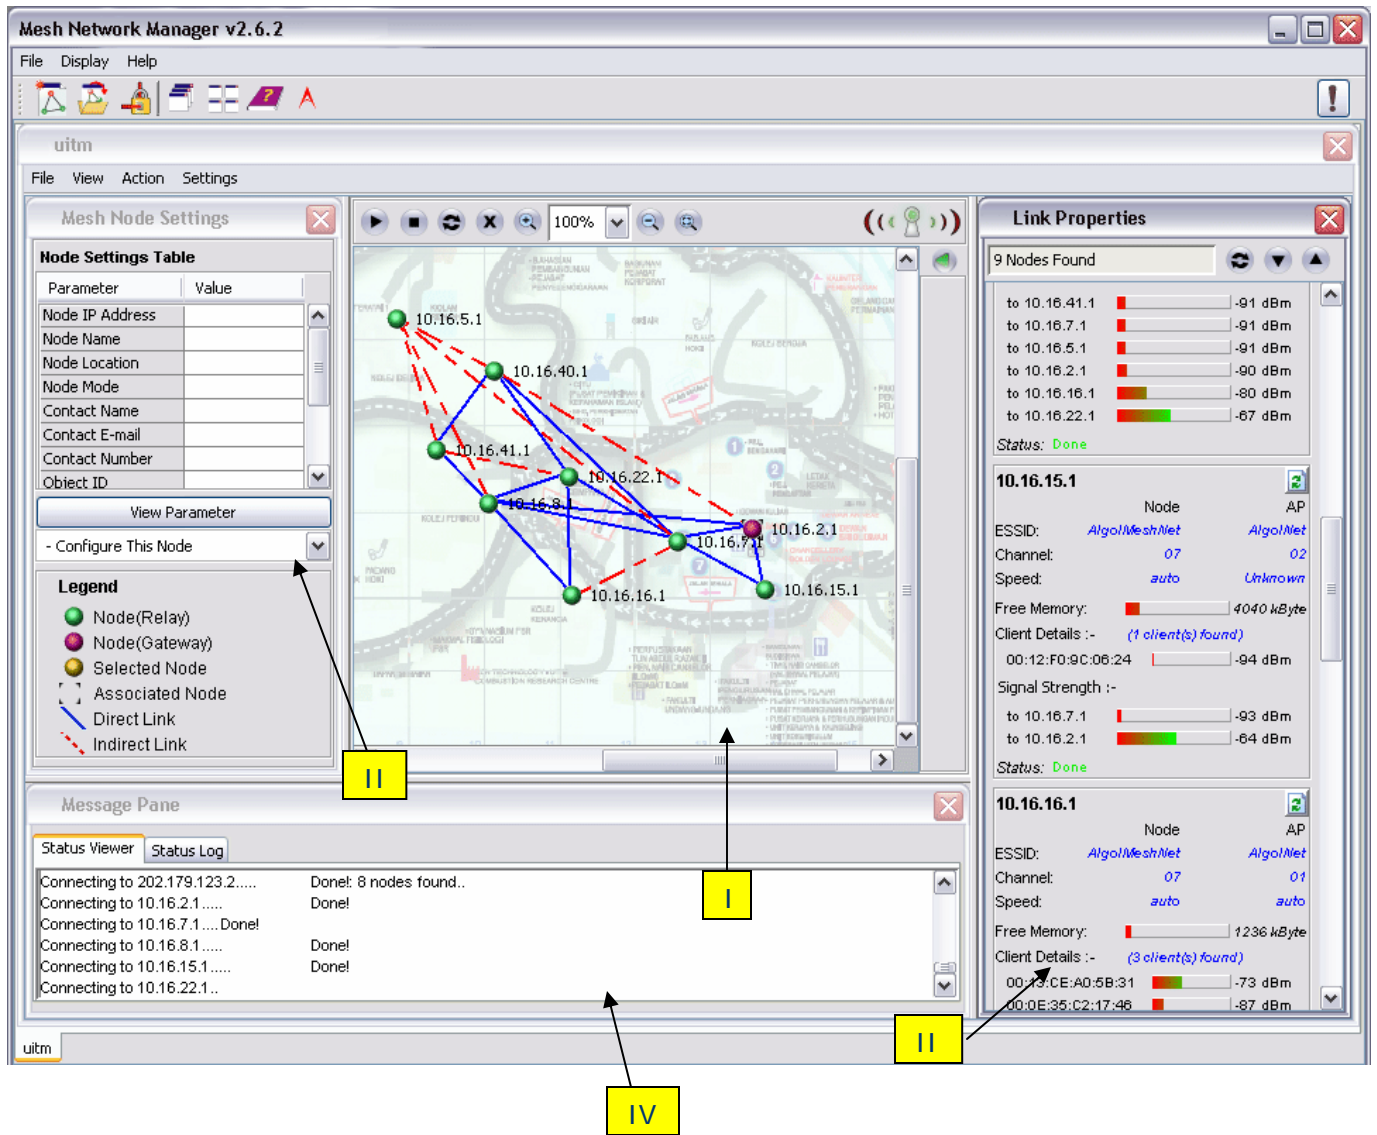 Mesh Network Manager v2.6.2
File Display Help
uitm
File View Action Settings
Mesh Node Settings
Node Settings Table
Parameter Value
Node IP Address
Node Name
Node Location
Node Mode
Contact Name
Contact E-mail
Contact Number
Object ID
View Parameter
- Configure This Node
Legend
Node(Relay)
Node(Gateway)
Selected Node
Associated Node
Direct Link
Indirect Link
II
100%
10.16.5.1
10.16.40.1
10.16.41.1
10.16.22.1
10.16.8.1
10.16.2.1
10.16.7.1
10.16.15.1
10.16.16.1
I
Link Properties
9 Nodes Found
to 10.16.41.1 -91 dBm
to 10.16.7.1 -91 dBm
to 10.16.5.1 -91 dBm
to 10.16.2.1 -90 dBm
to 10.16.16.1 -80 dBm
to 10.16.22.1 -67 dBm
Status: Done
10.16.15.1
Node AP
ESSID: AlgolMeshNet AlgolNet
Channel: 07 02
Speed: auto Unknown
Free Memory: 4040 kByte
Client Details :- (1 client(s) found)
00:12:F0:9C:06:24 -94 dBm
Signal Strength :-
to 10.16.7.1 -93 dBm
to 10.16.2.1 -64 dBm
Status: Done
10.16.16.1
Node AP
ESSID: AlgolMeshNet AlgolNet
Channel: 07 01
Speed: auto auto
Free Memory: 1236 kByte
Client Details :- (3 client(s) found)
00:13:CE:A0:5B:31 -73 dBm
00:0E:35:C2:17:46 -87 dBm
II
Message Pane
Status Viewer Status Log
Connecting to 202.179.123.2..... Done!: 8 nodes found..
Connecting to 10.16.2.1..... Done!
Connecting to 10.16.7.1....Done!
Connecting to 10.16.8.1..... Done!
Connecting to 10.16.15.1..... Done!
Connecting to 10.16.22.1..
uitm
IV